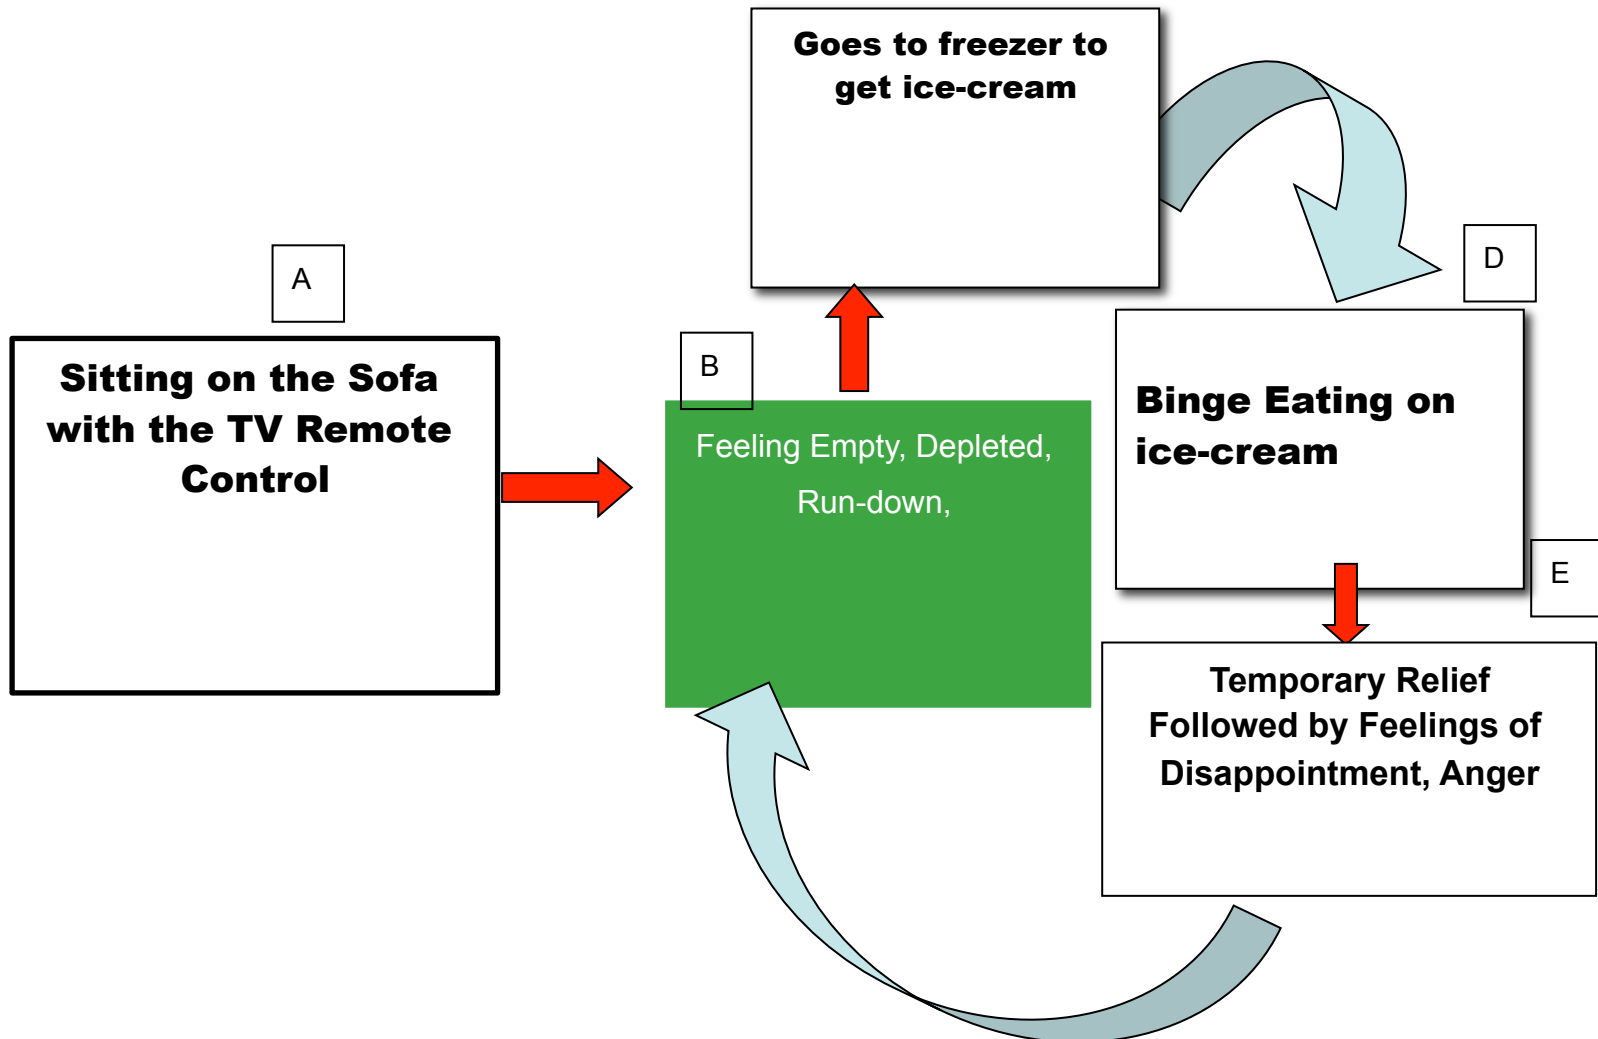 Goes to freezer to
get ice-cream
A
Sitting on the Sofa
with the TV Remote
Control
B
Feeling Empty, Depleted,
Run-down,
D
Binge Eating on
ice-cream
E
Temporary Relief
Followed by Feelings of
Disappointment, Anger